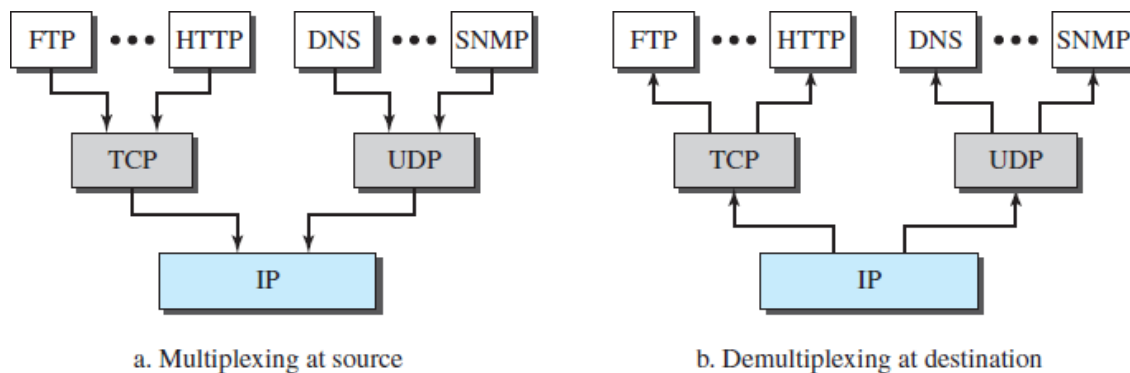 FTP ••• HTTP DNS ••• SNMP
TCP UDP
IP
a. Multiplexing at source
FTP ••• HTTP DNS ••• SNMP
TCP UDP
IP
b. Demultiplexing at destination